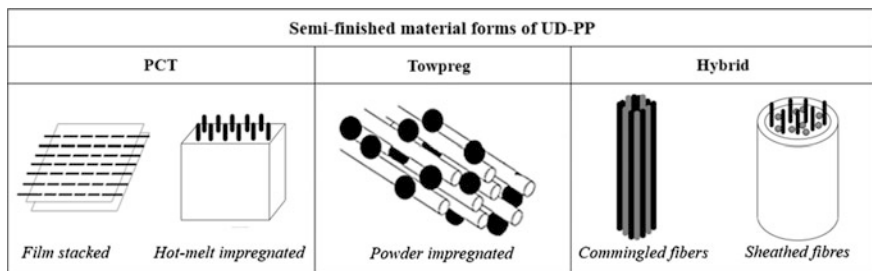 Semi-finished material forms of UD-PP
PCT
Towpreg
Hybrid
Film stacked
Hot-melt impregnated
Powder impregnated
Commingled fibers
Sheathed fibres